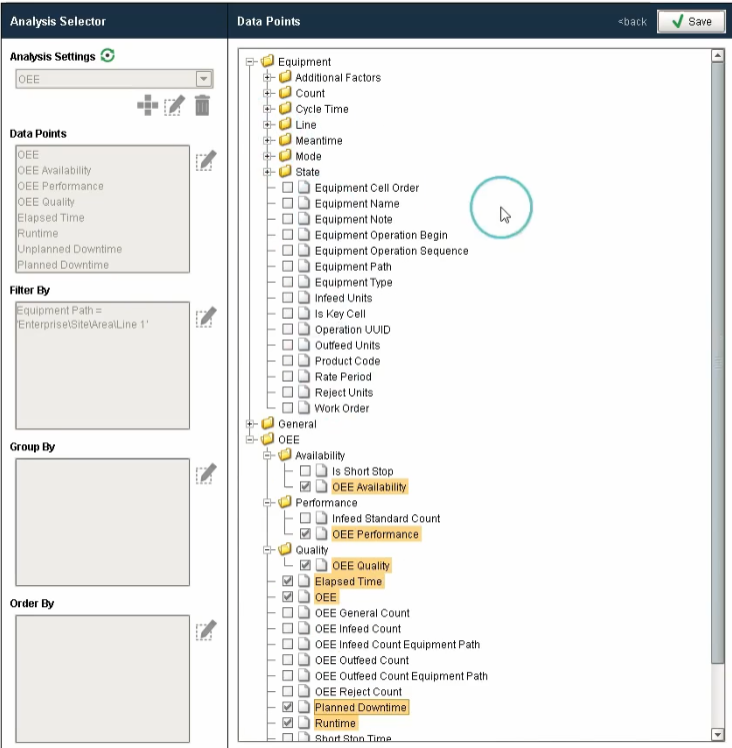 Analysis Selector
Analysis Settings
OEE
Data Points
OEE
OEE Availability
OEE Performance
OEE Quality
Elapsed Time
Runtime
Unplanned Downtime
Planned Downtime
Filter By
Equipment Path =
'Enterprise\Site\Area\Line 1'
Group By
Order By
Data Points
<back
Save
Equipment
Additional Factors
Count
Cycle Time
Line
Meantime
Mode
State
Equipment Cell Order
Equipment Name
Equipment Note
Equipment Operation Begin
Equipment Operation Sequence
Equipment Path
Equipment Type
Infeed Units
Is Key Cell
Operation UUID
Outfeed Units
Product Code
Rate Period
Reject Units
Work Order
General
OEE
Availability
Is Short Stop
OEE Availability
Performance
Infeed Standard Count
OEE Performance
Quality
OEE Quality
Elapsed Time
OEE
OEE General Count
OEE Infeed Count
OEE Infeed Count Equipment Path
OEE Outfeed Count
OEE Outfeed Count Equipment Path
OEE Reject Count
Planned Downtime
Runtime
Short Stop Time